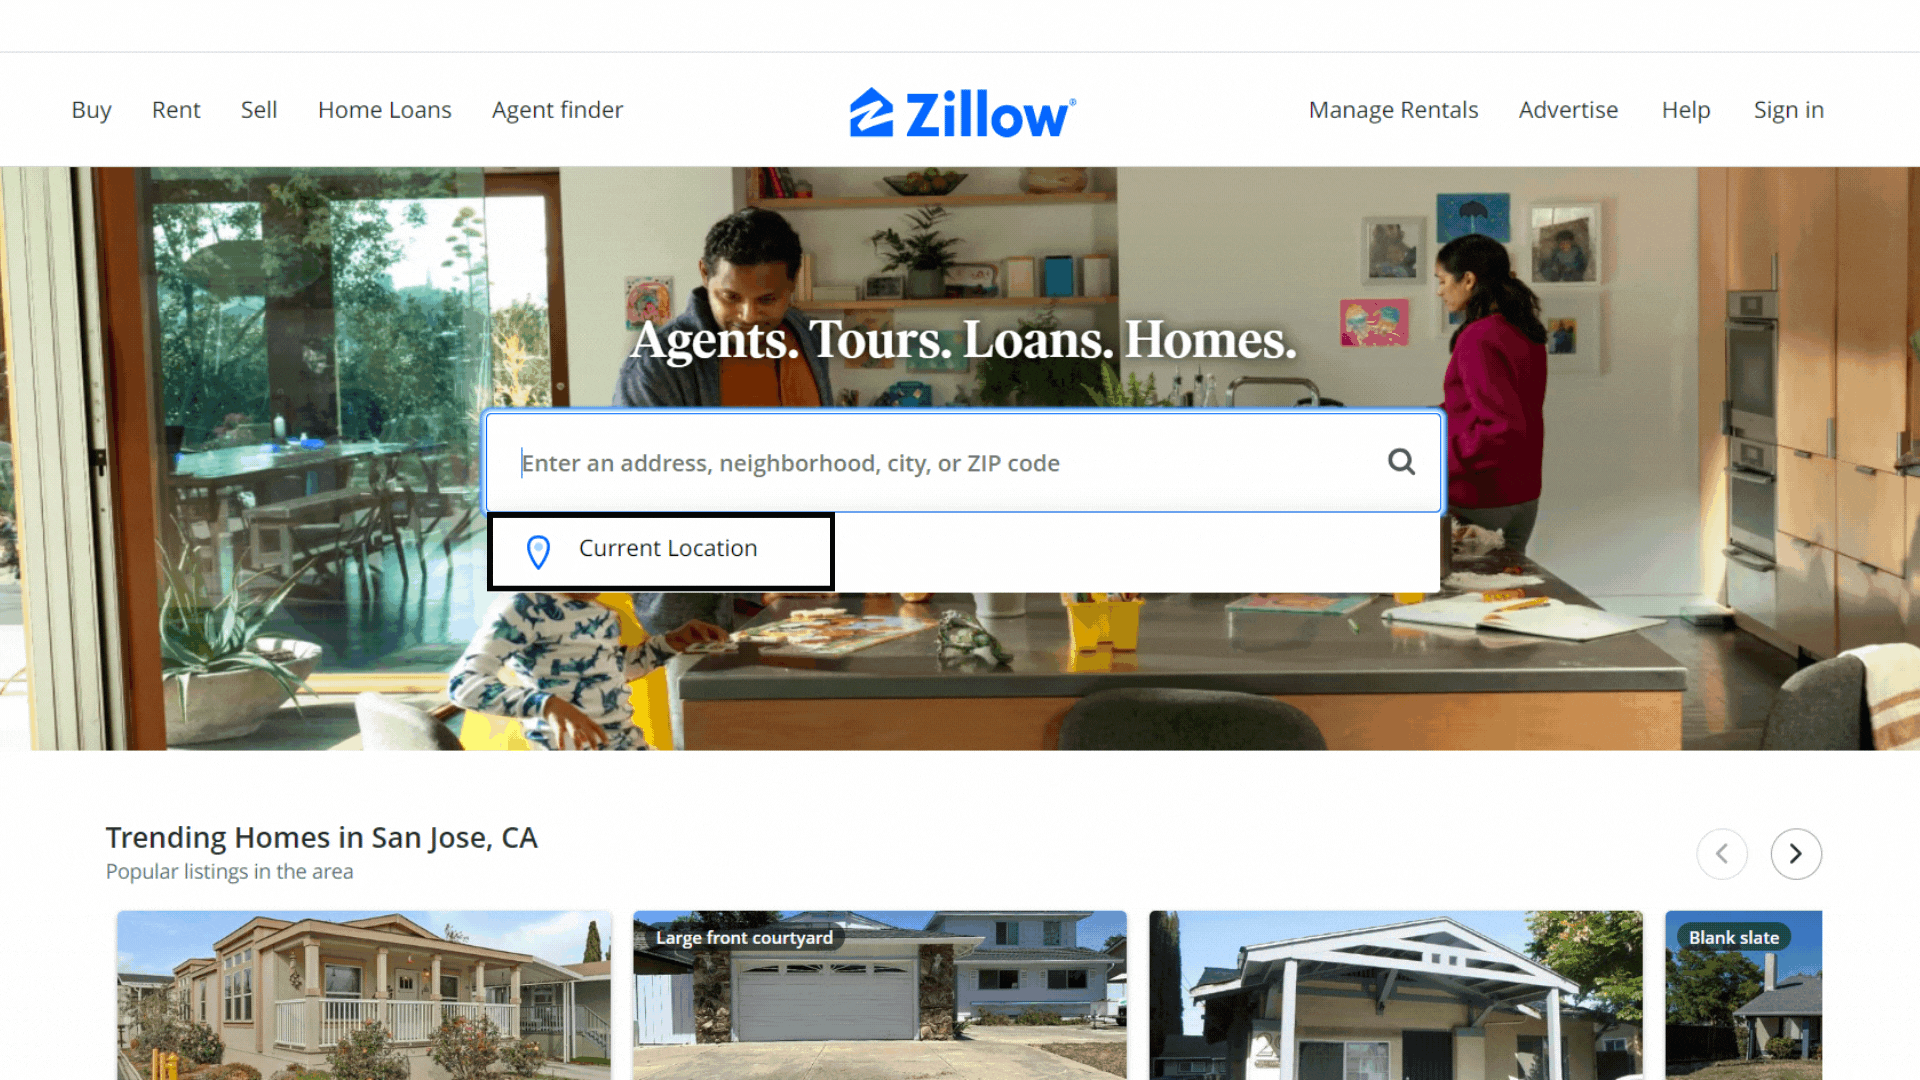 Buy Rent Sell Home Loans Agent finder Zillow® Manage Rentals Advertise Help Sign in
Agents. Tours. Loans. Homes.
Enter an address, neighborhood, city, or ZIP code
Current Location
Trending Homes in San Jose, CA
Popular listings in the area
Large front courtyard
Blank slate